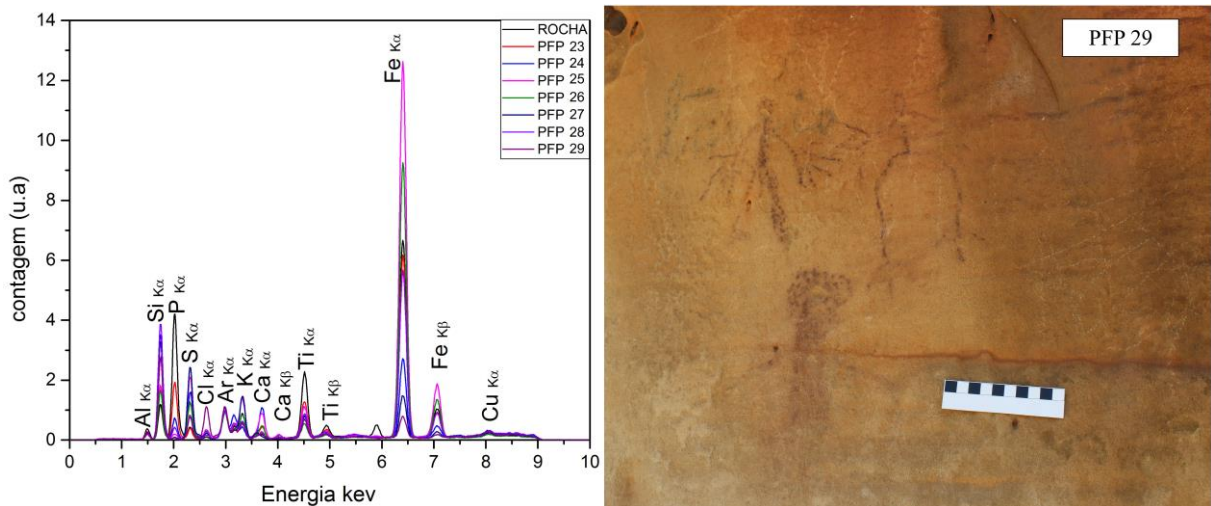 contagem (u.a)
14
12
10
8
6
4
2
0
0 1 2 3 4 5 6 7 8 9 10
Energia kev
Al Kα
Si Kα
P Kα
S Kα
Cl Kα
Ar Kα
K Kα
Ca Kα
Ca Kβ
Ti Kα
Ti Kβ
Fe Kα
Fe Kβ
Cu Kα
ROCHA
PFP 23
PFP 24
PFP 25
PFP 26
PFP 27
PFP 28
PFP 29
PFP 29